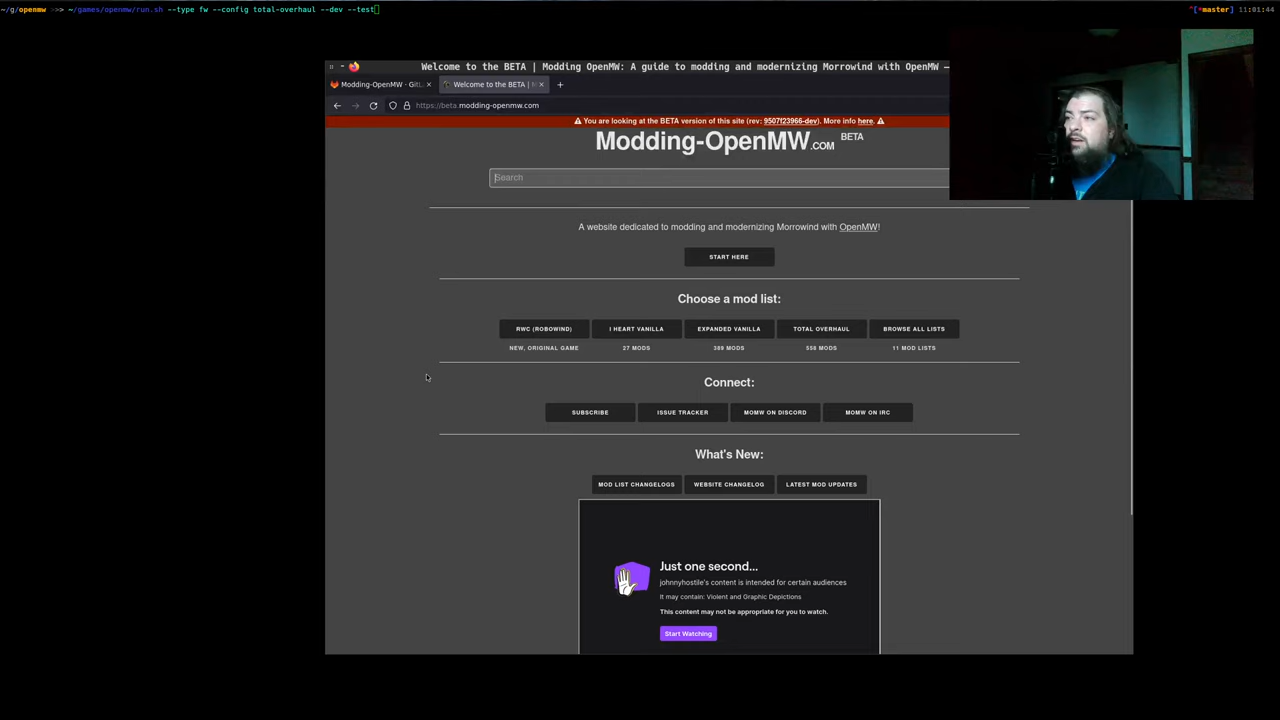 ~/g/openmw >>> ~/games/openmw/run.sh --type fw --config total-overhaul --dev --test
^[*master] 11:01:44
Welcome to the BETA | Modding OpenMW: A guide to modding and modernizing Morrowind with OpenMW —
Modding-OpenMW - GitL
Welcome to the BETA |
https://beta.modding-openmw.com
⚠ You are looking at the BETA version of this site (rev: 9507f23966-dev). More info here. ⚠
Modding-OpenMW.COM BETA
Search
A website dedicated to modding and modernizing Morrowind with OpenMW!
START HERE
Choose a mod list:
RWC (ROBOWIND) I HEART VANILLA EXPANDED VANILLA TOTAL OVERHAUL BROWSE ALL LISTS
NEW, ORIGINAL GAME 27 MODS 389 MODS 558 MODS 11 MOD LISTS
Connect:
SUBSCRIBE ISSUE TRACKER MOMW ON DISCORD MOMW ON IRC
What's New:
MOD LIST CHANGELOGS WEBSITE CHANGELOG LATEST MOD UPDATES
Just one second...
johnnyhostile's content is intended for certain audiences
It may contain: Violent and Graphic Depictions
This content may not be appropriate for you to watch.
Start Watching